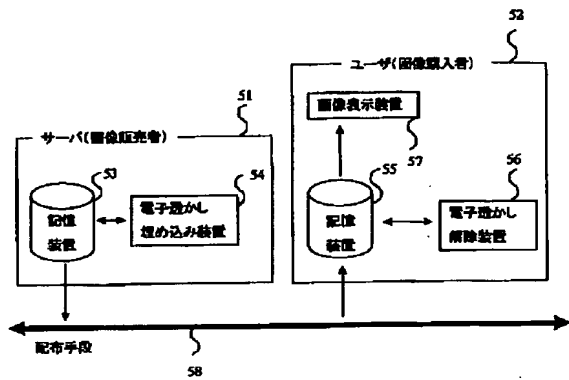 52
ユーザ(画像購入者)
51
画像表示装置
サーバ(画像販売者)
57
53
54
55
56
記憶
装置
電子透かし
埋め込み装置
記憶
装置
電子透かし
解除装置
配布手段
58